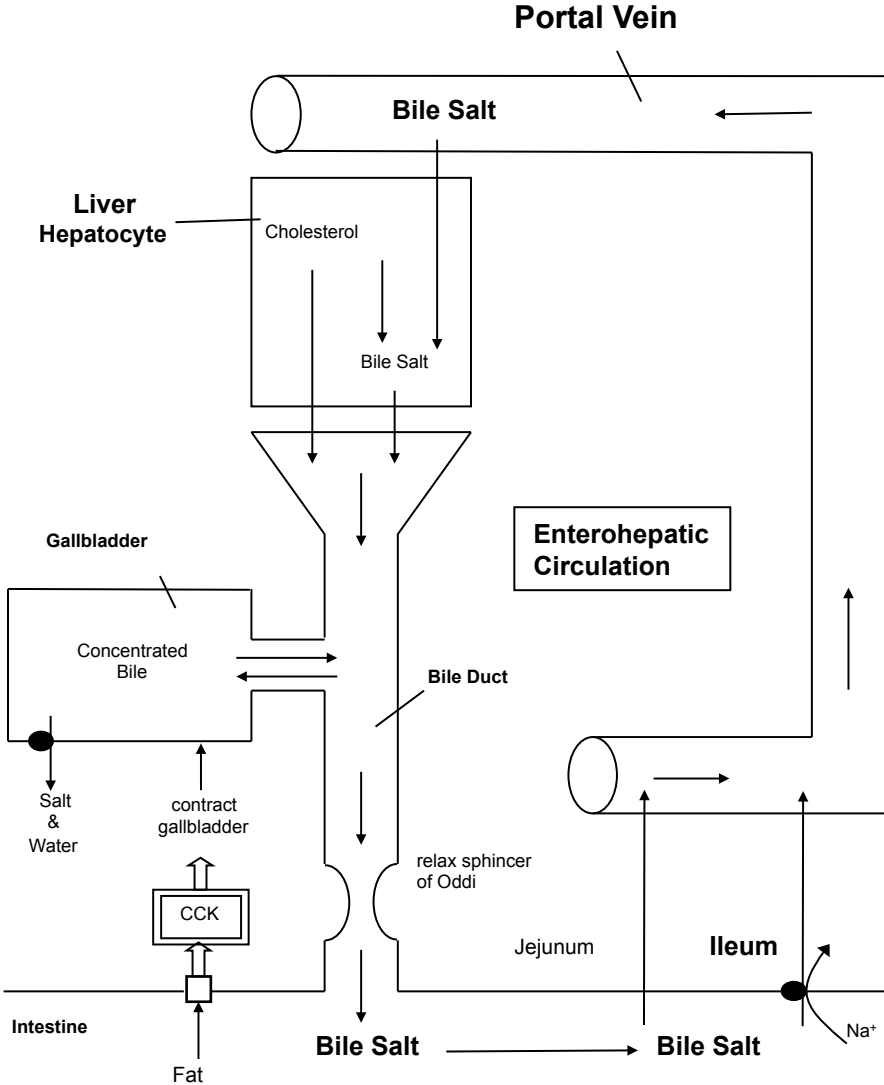 Portal Vein
Bile Salt
Liver
Hepatocyte
Cholesterol
Bile Salt
Enterohepatic
Circulation
Gallbladder
Concentrated
Bile
Bile Duct
Salt
&
Water
contract
gallbladder
relax sphincer
of Oddi
CCK
Jejunum
Ileum
Intestine
Na⁺
Bile Salt
Bile Salt
Fat